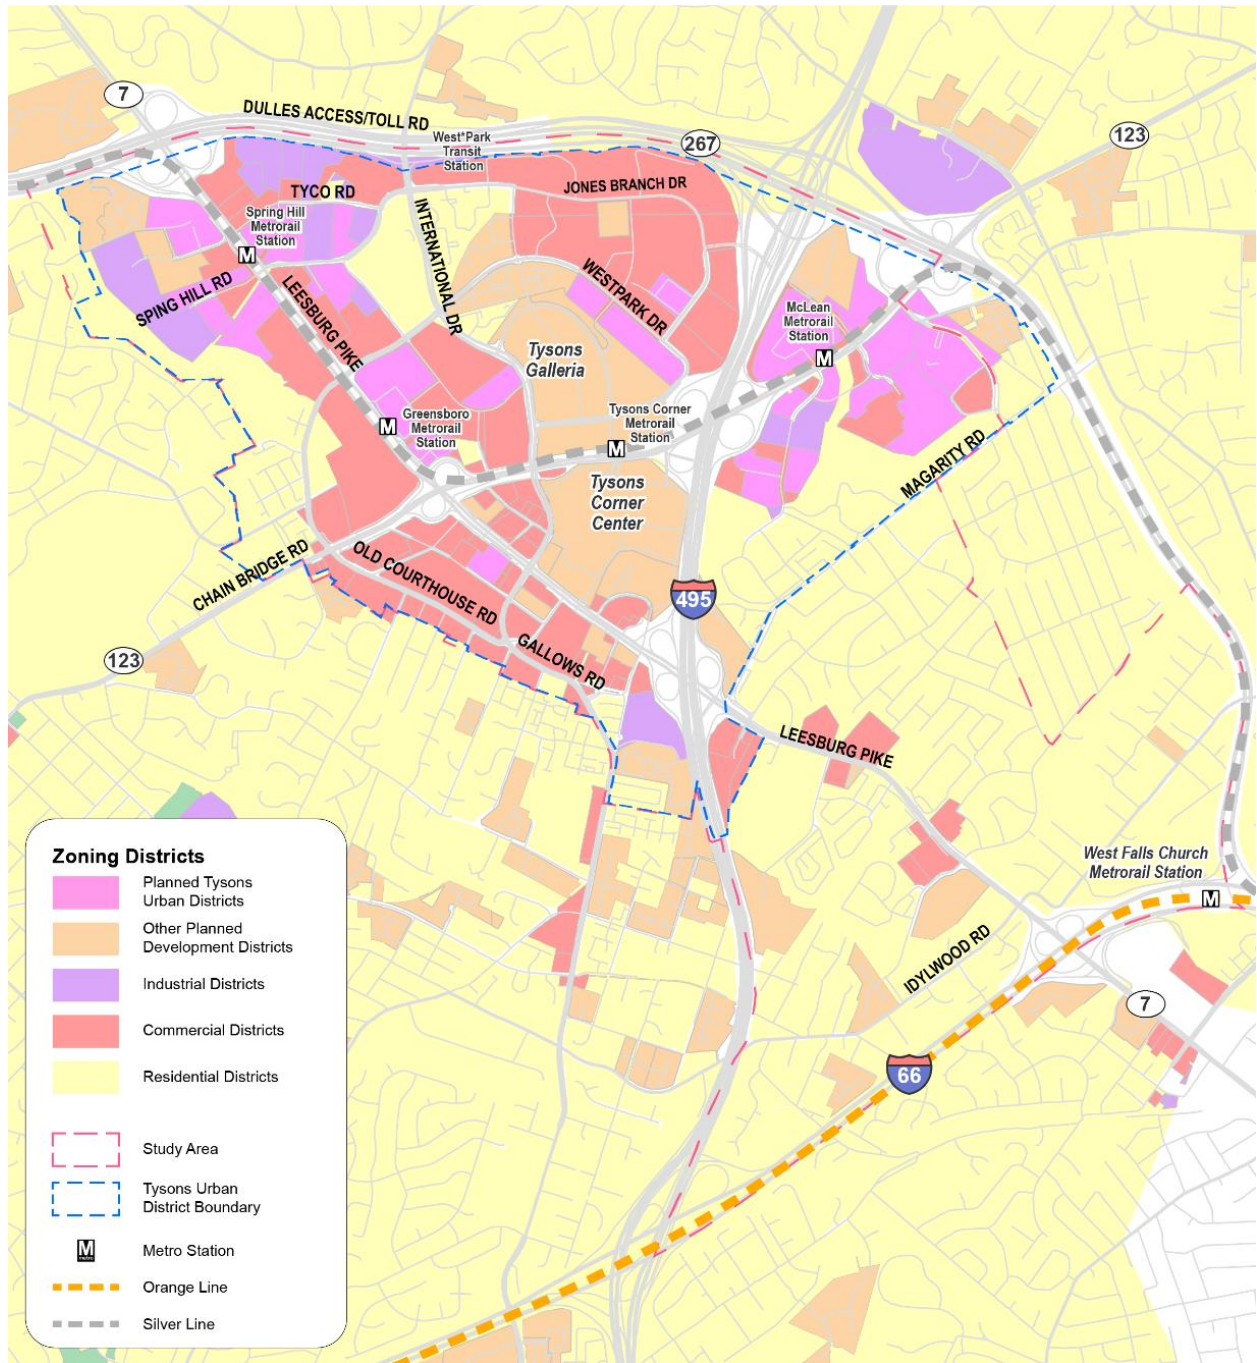 7
DULLES ACCESS/TOLL RD
West*Park
Transit
Station
267
123
TYCO RD
JONES BRANCH DR
Spring Hill
Metrorail
Station
M
INTERNATIONAL DR
SPING HILL RD
LEESBURG PIKE
WESTPARK DR
McLean
Metrorail
Station
M
Tysons
Galleria
Greensboro
Metrorail
Station
M
Tysons Corner
Metrorail
Station
M
MAGARITY RD
Tysons
Corner
Center
CHAIN BRIDGE RD
OLD COURTHOUSE RD
495
GALLOWS RD
123
LEESBURG PIKE
West Falls Church
Metrorail Station
M
IDYLWOOD RD
7
66
Zoning Districts
Planned Tysons
Urban Districts
Other Planned
Development Districts
Industrial Districts
Commercial Districts
Residential Districts
Study Area
Tysons Urban
District Boundary
M
Metro Station
Orange Line
Silver Line